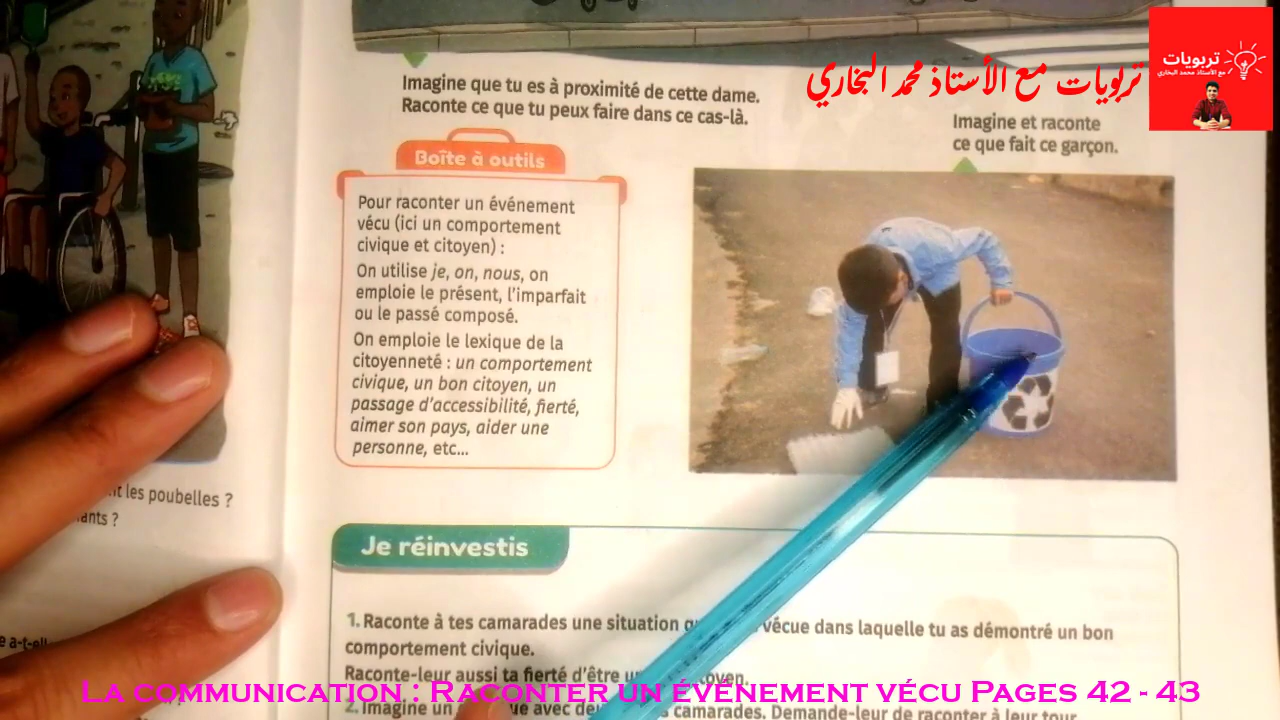 Imagine que tu es à proximité de cette dame.
Raconte ce que tu peux faire dans ce cas-là.
تربويات مع الأستاذ محمد البخاري
تربويات
مع الأستاذ محمد البخاري
Imagine et raconte
ce que fait ce garçon.
Boîte à outils
Pour raconter un événement
vécu (ici un comportement
civique et citoyen) :
On utilise je, on, nous, on
emploie le présent, l'imparfait
ou le passé composé.
On emploie le lexique de la
citoyenneté : un comportement
civique, un bon citoyen, un
passage d'accessibilité, fierté,
aimer son pays, aider une
personne, etc...
les poubelles ?
Je réinvestis
1. Raconte à tes camarades une situation vécue dans laquelle tu as démontré un bon
comportement civique.
Raconte-leur aussi ta fierté d'être
La communication : Raconter un événement vécu Pages 42 - 43
2. Imagine un avec camarades. Demande-leur de raconter à leur tour